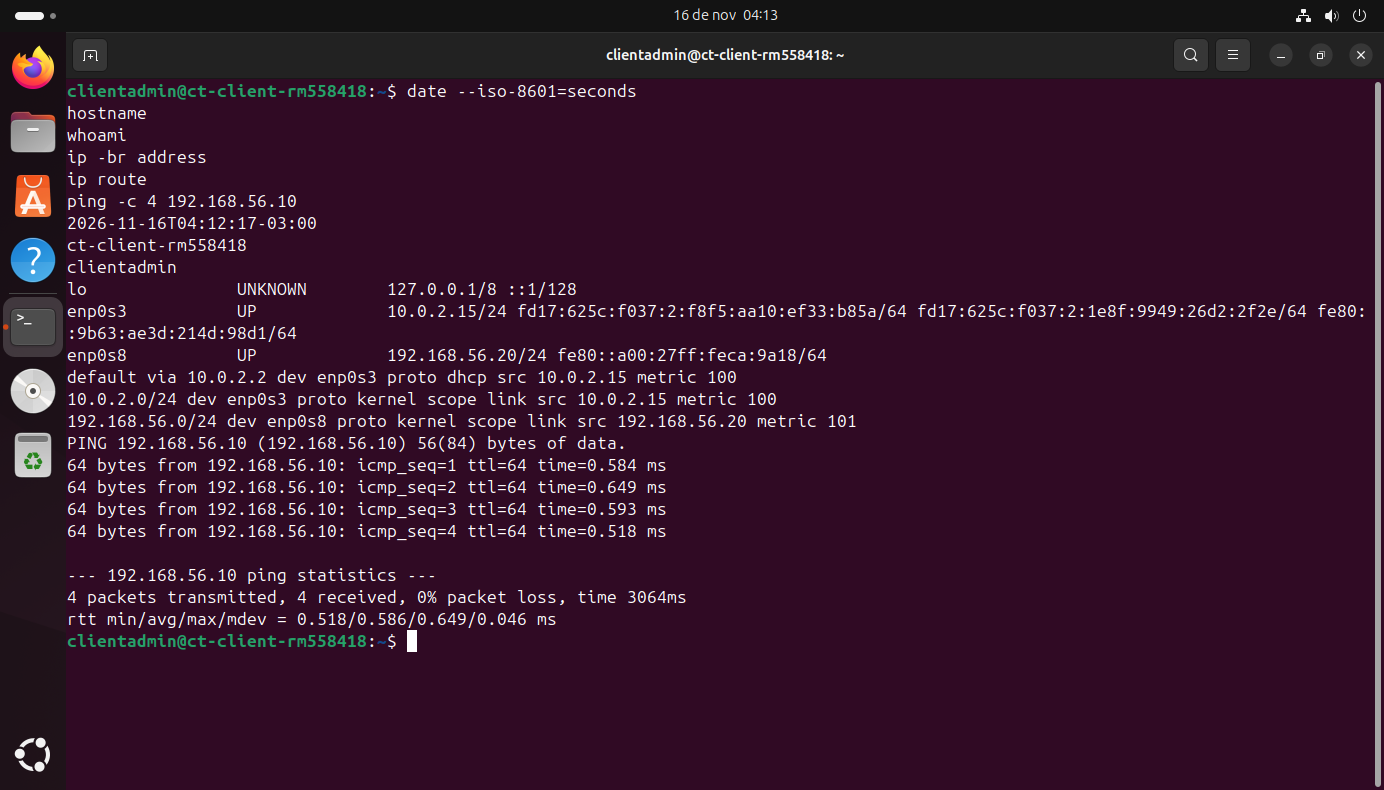 16 de nov 04:13
clientadmin@ct-client-rm558418: ~
clientadmin@ct-client-rm558418:~$ date --iso-8601=seconds
hostname
whoami
ip -br address
ip route
ping -c 4 192.168.56.10
2026-11-16T04:12:17-03:00
ct-client-rm558418
clientadmin
lo               UNKNOWN        127.0.0.1/8 ::1/128
enp0s3           UP             10.0.2.15/24 fd17:625c:f037:2:f8f5:aa10:ef33:b85a/64 fd17:625c:f037:2:1e8f:9949:26d2:2f2e/64 fe80:
:9b63:ae3d:214d:98d1/64
enp0s8           UP             192.168.56.20/24 fe80::a00:27ff:feca:9a18/64
default via 10.0.2.2 dev enp0s3 proto dhcp src 10.0.2.15 metric 100
10.0.2.0/24 dev enp0s3 proto kernel scope link src 10.0.2.15 metric 100
192.168.56.0/24 dev enp0s8 proto kernel scope link src 192.168.56.20 metric 101
PING 192.168.56.10 (192.168.56.10) 56(84) bytes of data.
64 bytes from 192.168.56.10: icmp_seq=1 ttl=64 time=0.584 ms
64 bytes from 192.168.56.10: icmp_seq=2 ttl=64 time=0.649 ms
64 bytes from 192.168.56.10: icmp_seq=3 ttl=64 time=0.593 ms
64 bytes from 192.168.56.10: icmp_seq=4 ttl=64 time=0.518 ms

--- 192.168.56.10 ping statistics ---
4 packets transmitted, 4 received, 0% packet loss, time 3064ms
rtt min/avg/max/mdev = 0.518/0.586/0.649/0.046 ms
clientadmin@ct-client-rm558418:~$